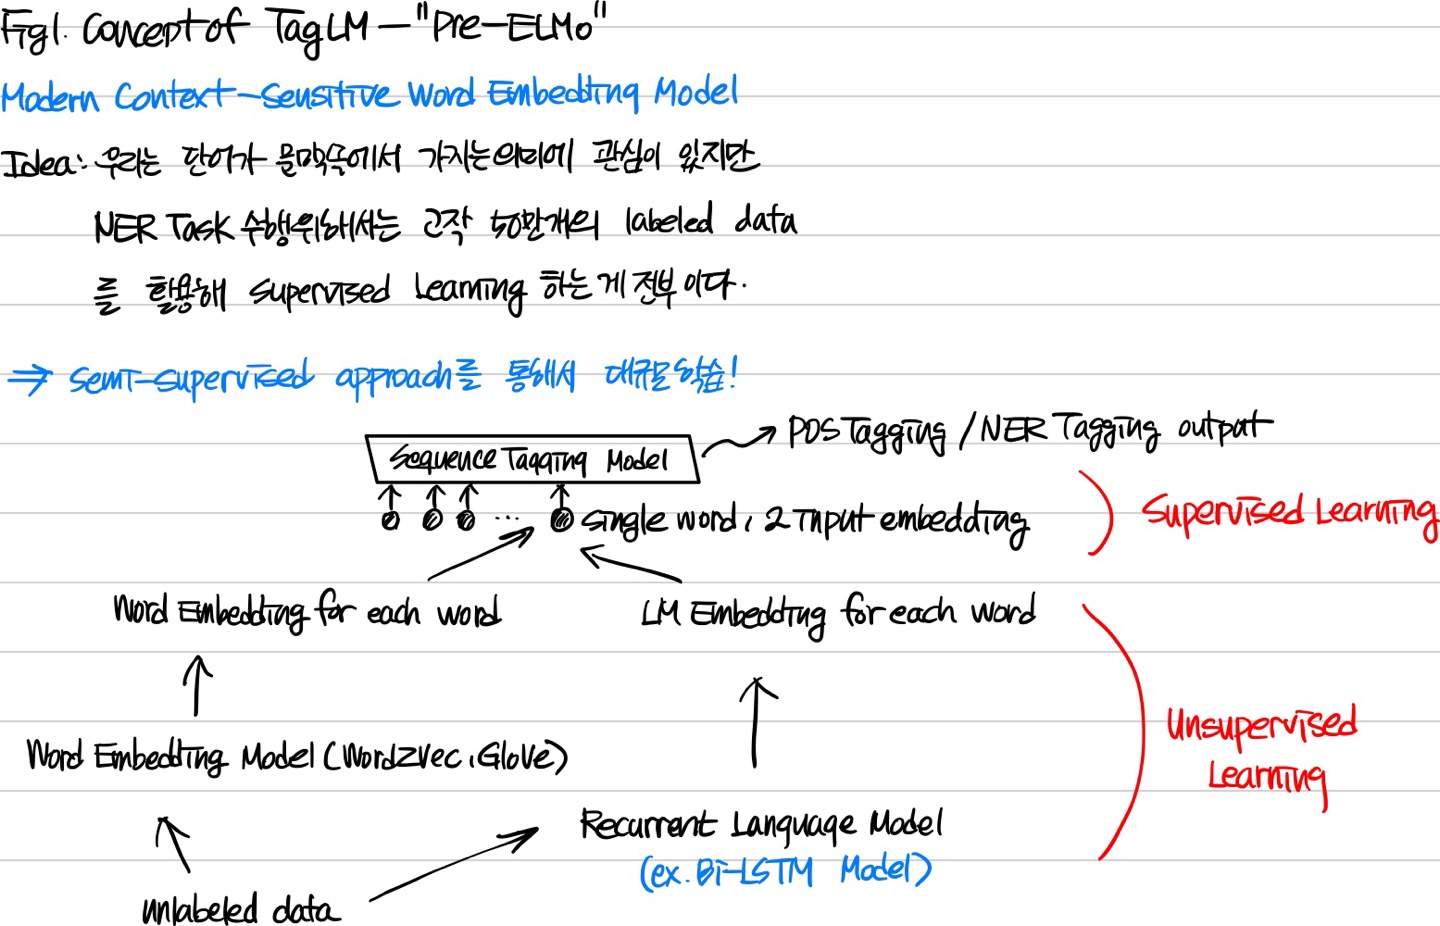 Fig1. Concept of TagLM — "Pre-ELMo"
Modern Context-Sensitive Word Embedding Model
Idea: 우리는 단어가 문맥속에서 가지는 의미에 관심이 있지만
NER Task 수행위해서는 고작 50만개의 labeled data
를 활용해 Supervised Learning 하는 게 전부이다.
⇒ Semi-supervised approach를 통해서 대규모 학습!
POS Tagging / NER Tagging output
Sequence Tagging Model
... single word, 2 input embedding
Supervised Learning
Word Embedding for each word
LM Embedding for each word
Unsupervised
Learning
Word Embedding Model (Word2Vec, GloVe)
Recurrent Language Model
(ex. Bi-LSTM Model)
unlabeled data